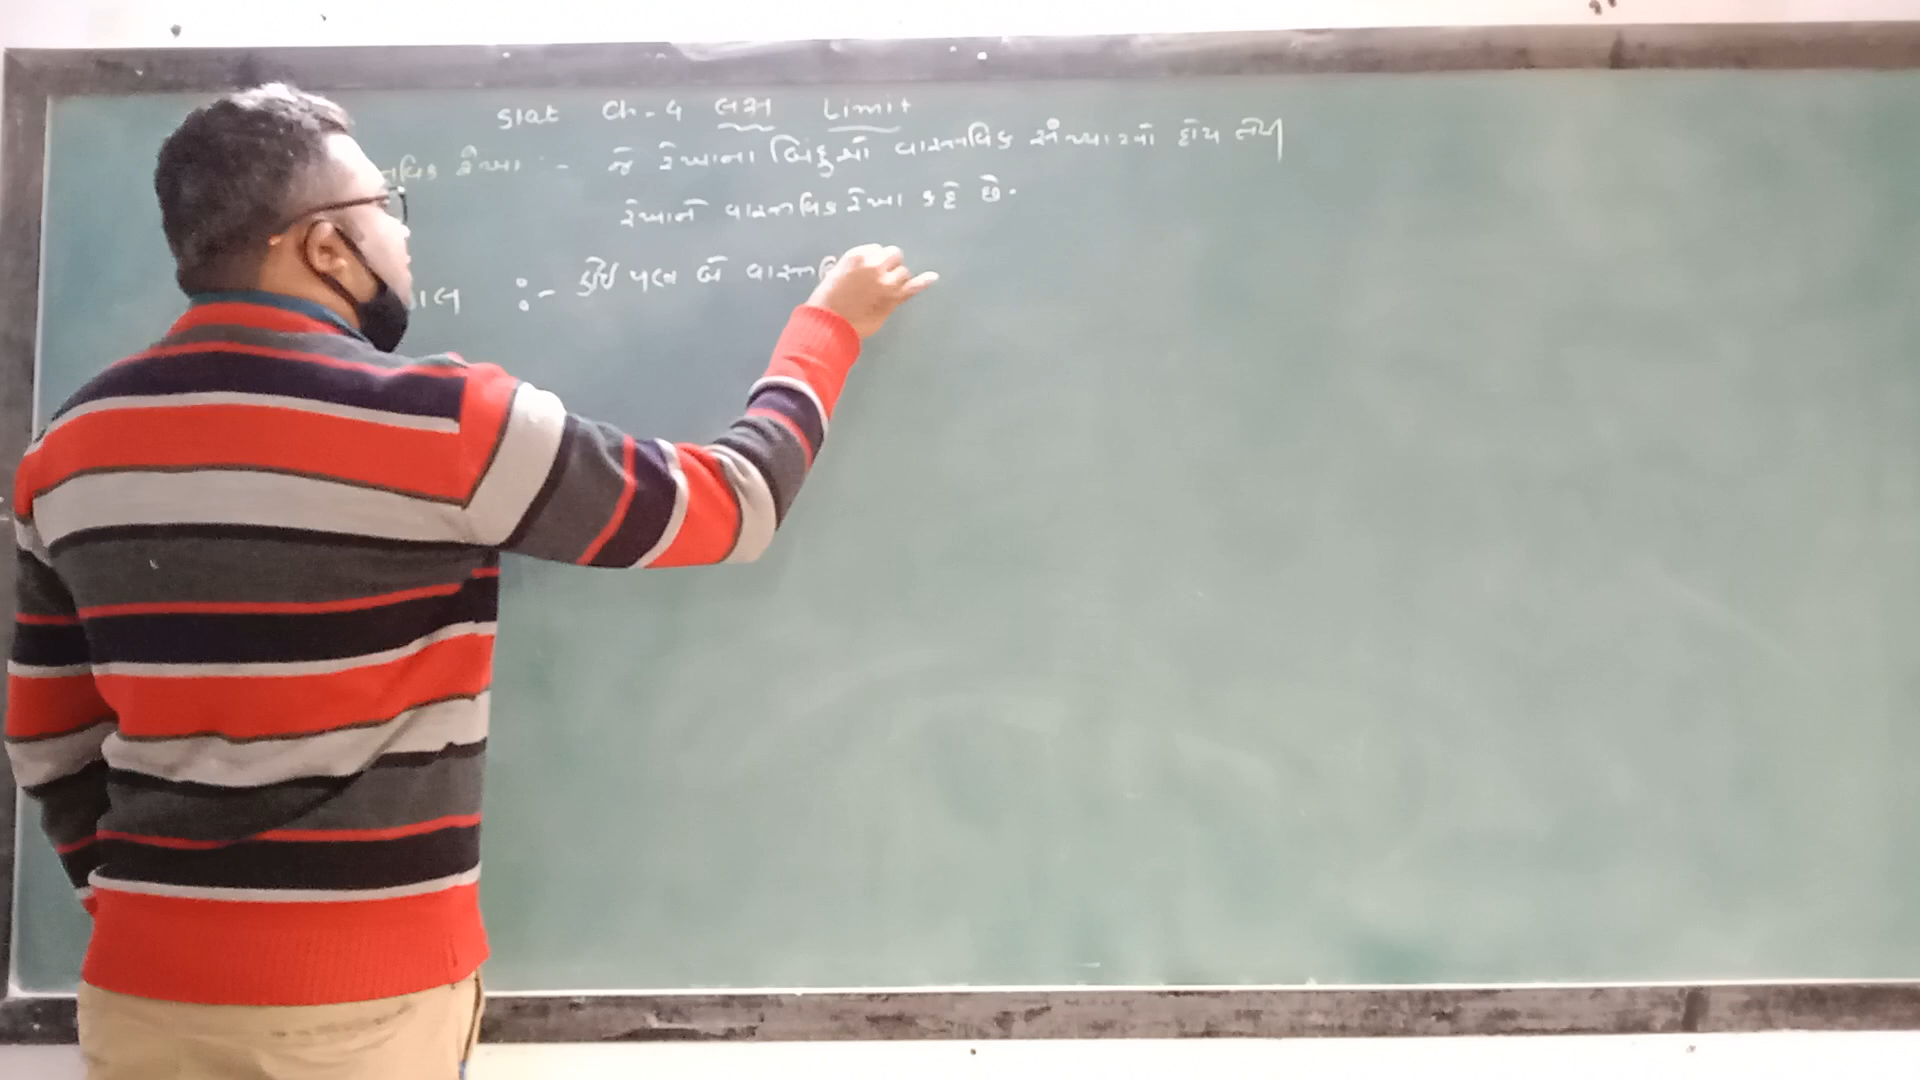 Stat Ch-4 લક્ષ Limit
રેખા :- જે રેખાના બિંદુઓ વાસ્તવિક સંખ્યાઓ હોય તેવી
રેખાને વાસ્તવિક રેખા કહે છે.
:- કોઈ પણ બે